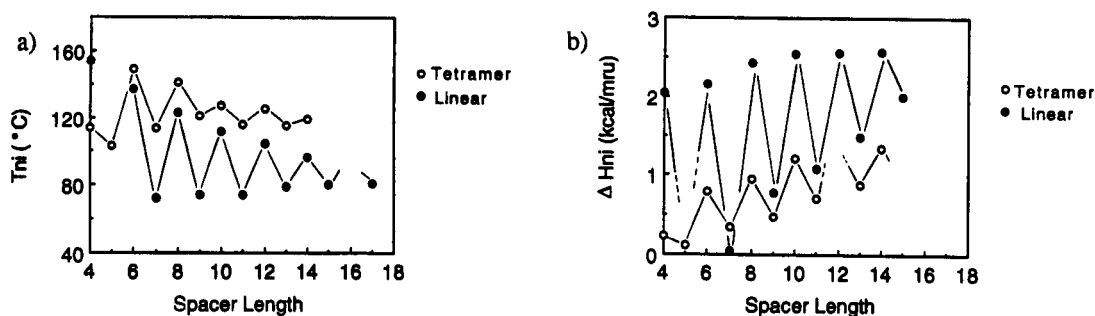 a)
Tni (°C)
160
120
80
40
4 6 8 10 12 14 16 18
Spacer Length
Tetramer
Linear
b)
Δ Hni (kcal/mru)
3
2
1
0
4 6 8 10 12 14 16 18
Spacer Length
Tetramer
Linear